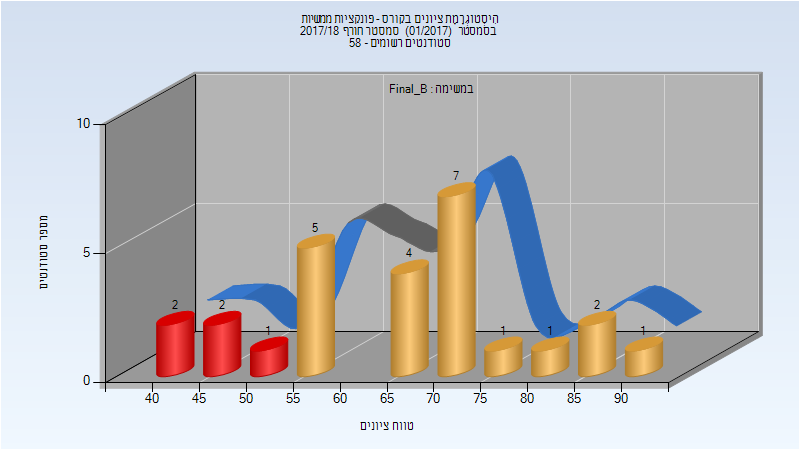 היסטוגרמת ציונים בקורס - פונקציות ממשיות
בסמסטר (01/2017) סמסטר חורף 2017/18
סטודנטים רשומים - 58
במשימה : Final_B
מספר סטודנטים
10
5
0
2
2
1
5
4
7
1
1
2
1
40 45 50 55 60 65 70 75 80 85 90
טווח ציונים